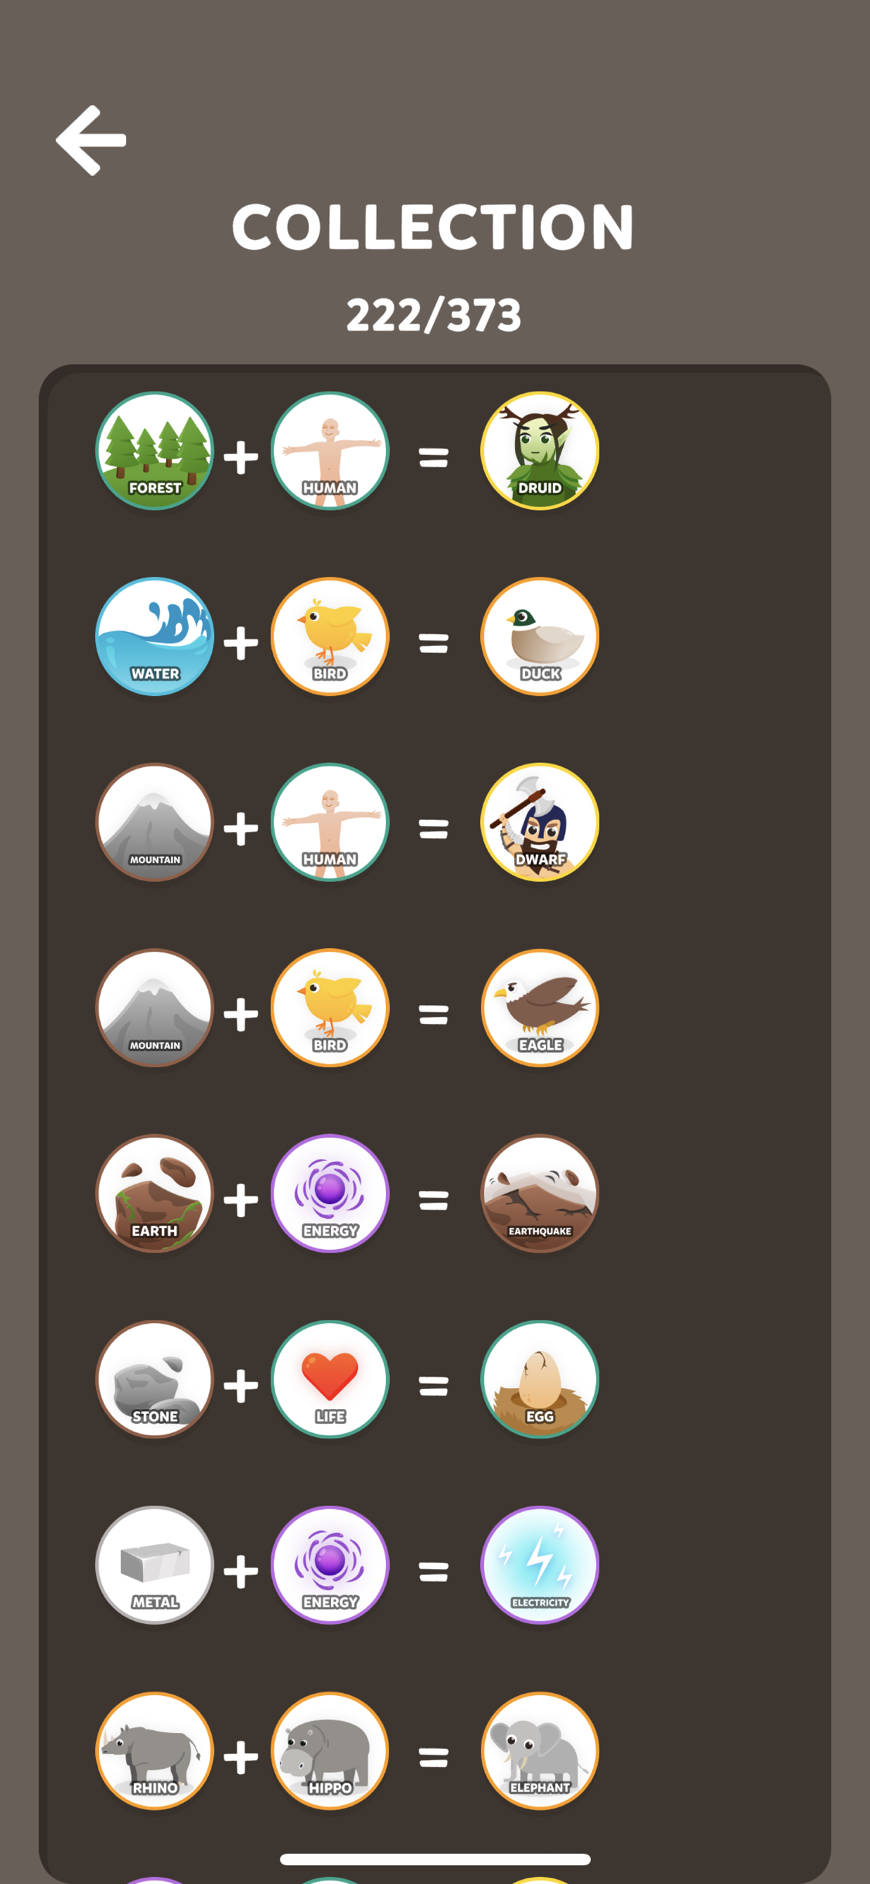 COLLECTION
222/373
FOREST + HUMAN = DRUID
WATER + BIRD = DUCK
MOUNTAIN + HUMAN = DWARF
MOUNTAIN + BIRD = EAGLE
EARTH + ENERGY = EARTHQUAKE
STONE + LIFE = EGG
METAL + ENERGY = ELECTRICITY
RHINO + HIPPO = ELEPHANT